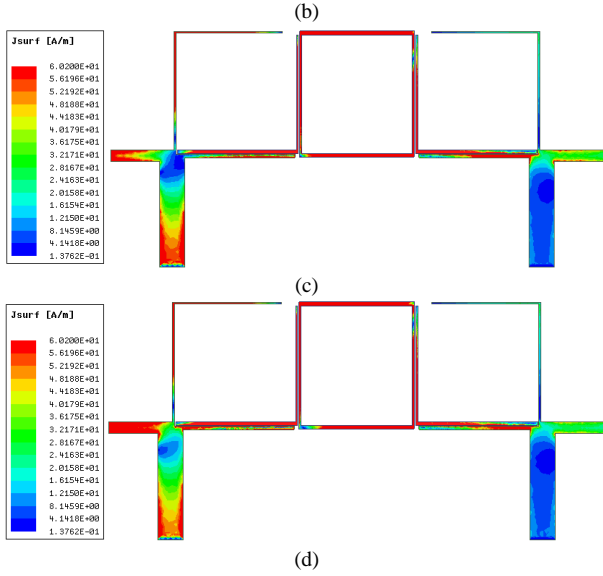 (b)
Jsurf [A/m]
6.0200E+01
5.6196E+01
5.2192E+01
4.8188E+01
4.4183E+01
4.0179E+01
3.6175E+01
3.2171E+01
2.8167E+01
2.4163E+01
2.0158E+01
1.6154E+01
1.2150E+01
8.1459E+00
4.1418E+00
1.3762E-01
(c)
Jsurf [A/m]
6.0200E+01
5.6196E+01
5.2192E+01
4.8188E+01
4.4183E+01
4.0179E+01
3.6175E+01
3.2171E+01
2.8167E+01
2.4163E+01
2.0158E+01
1.6154E+01
1.2150E+01
8.1459E+00
4.1418E+00
1.3762E-01
(d)